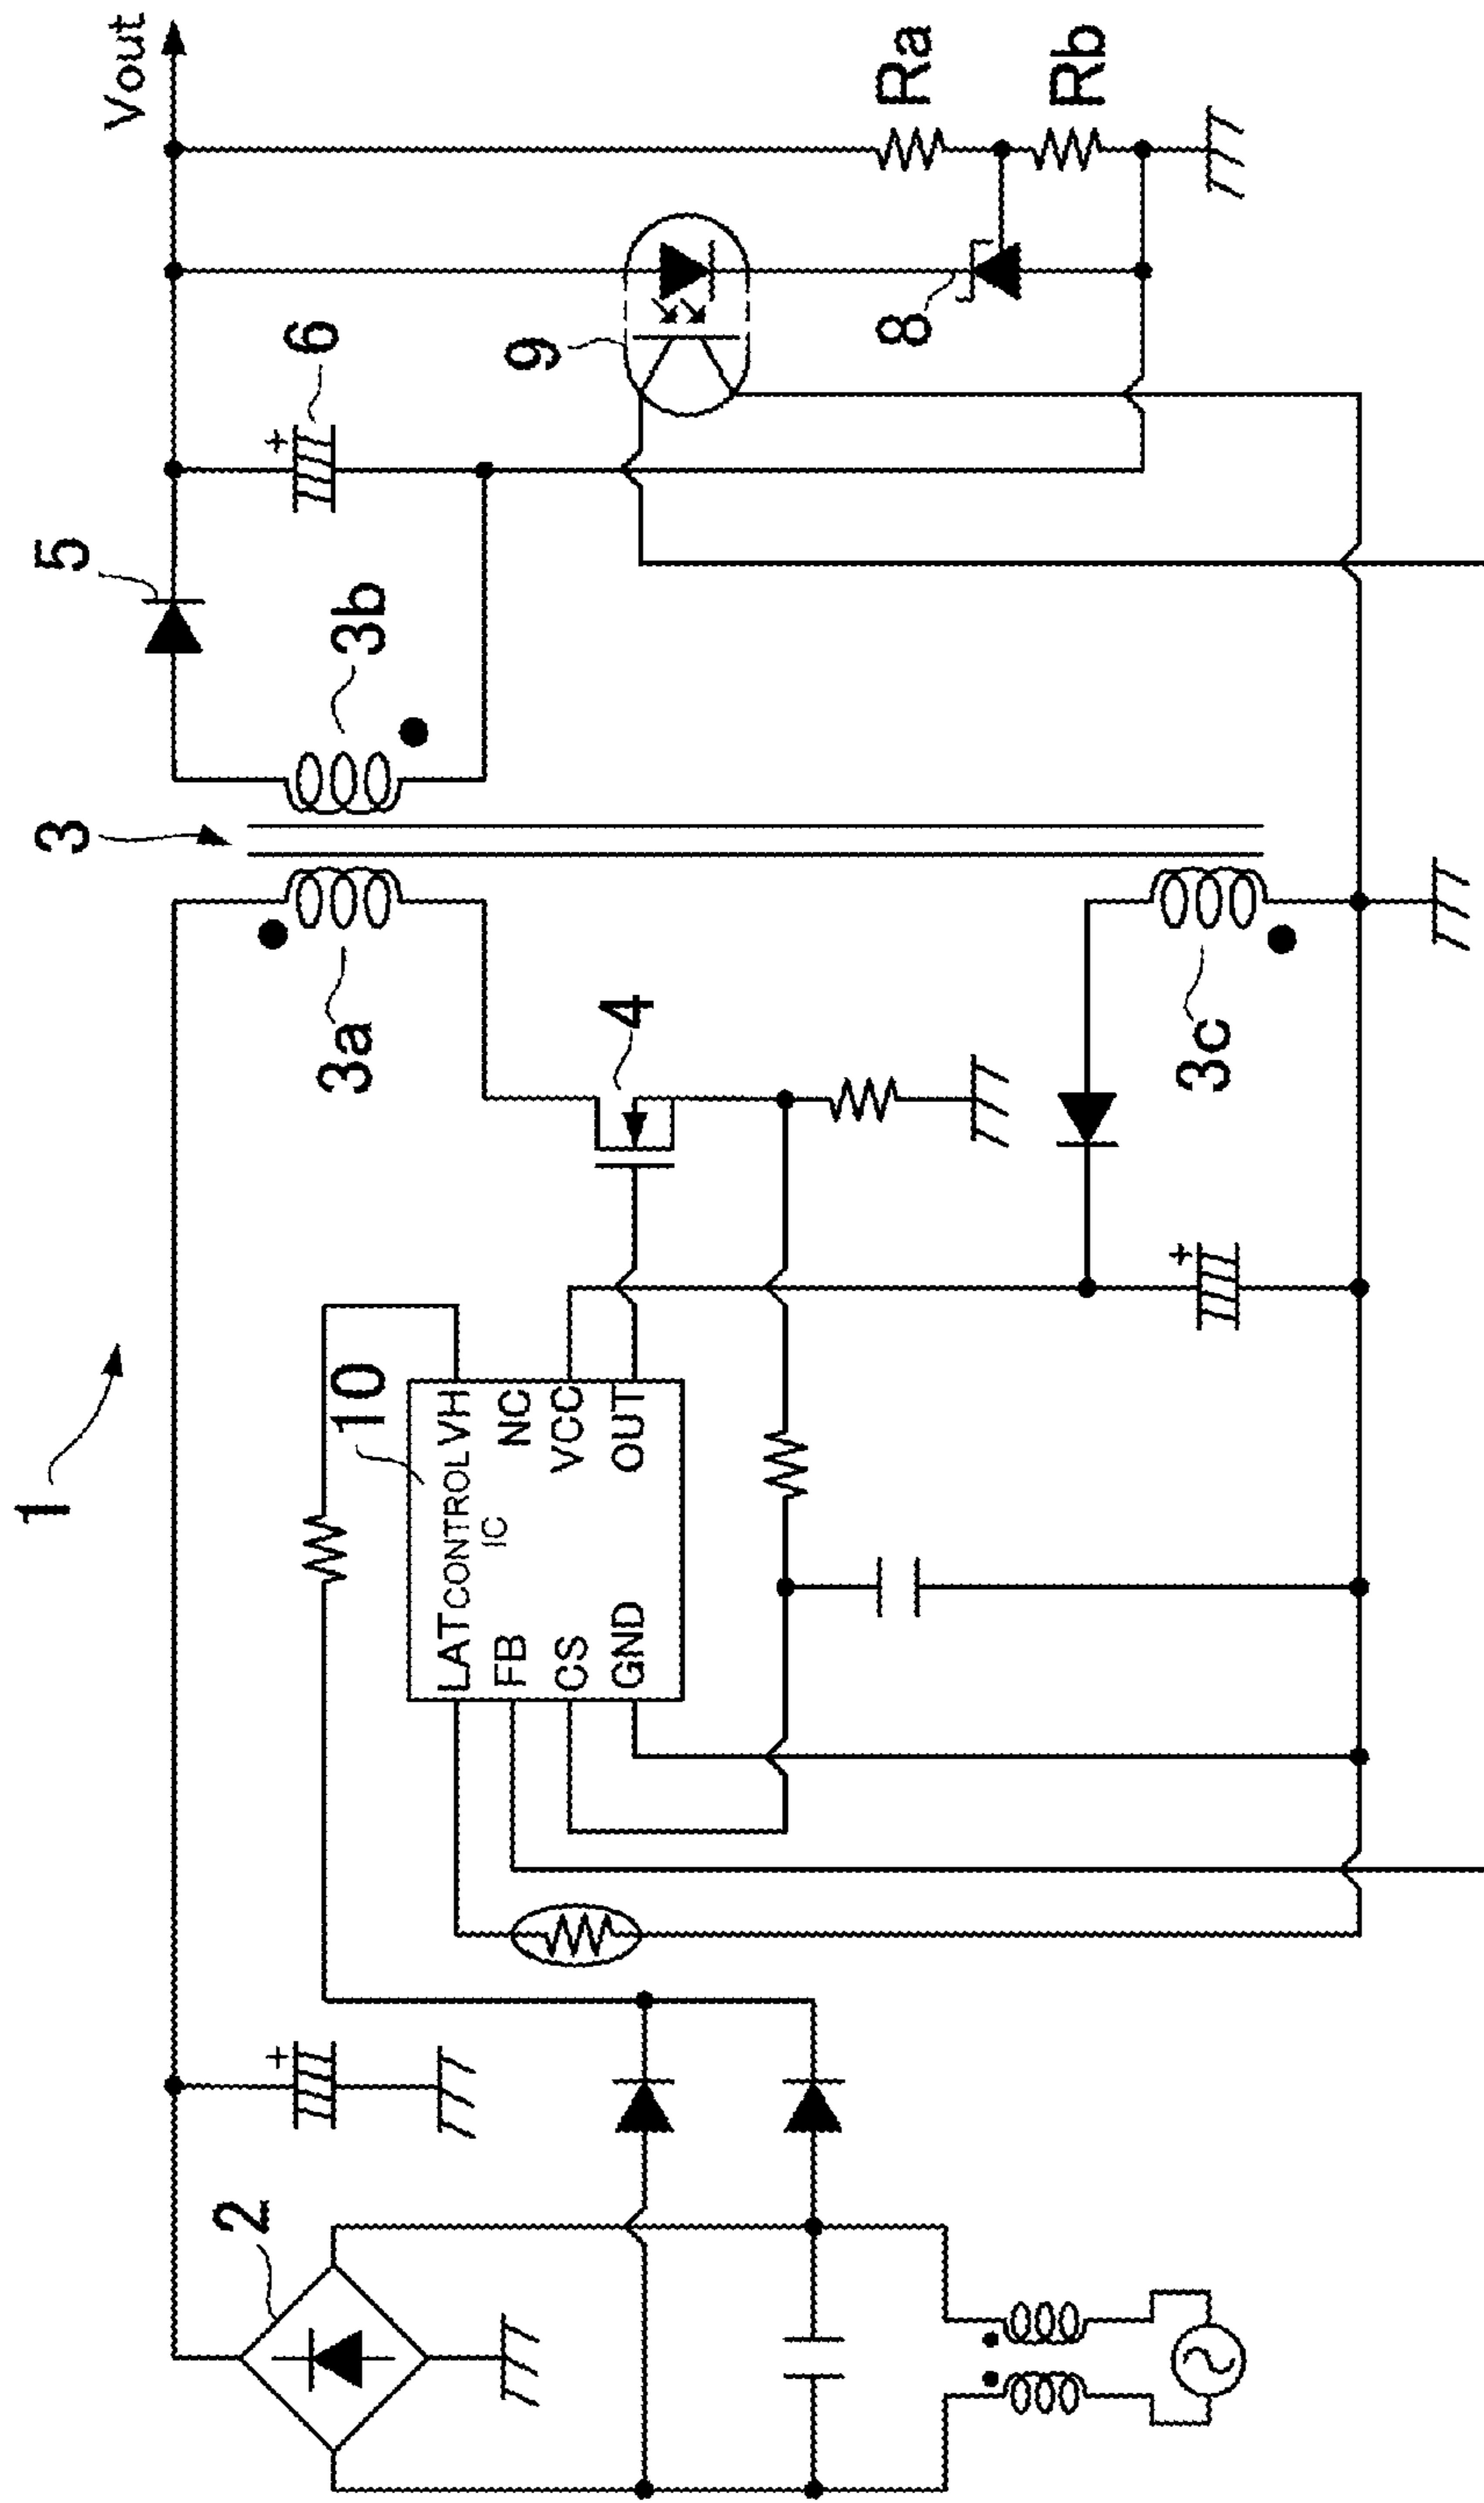 1
Vout
5
3
6
3b
2
3a
10
9
4
LAT
CONTROL
IC
VH
FB
NC
CS
VCC
GND
OUT
8
Ra
Rb
3c